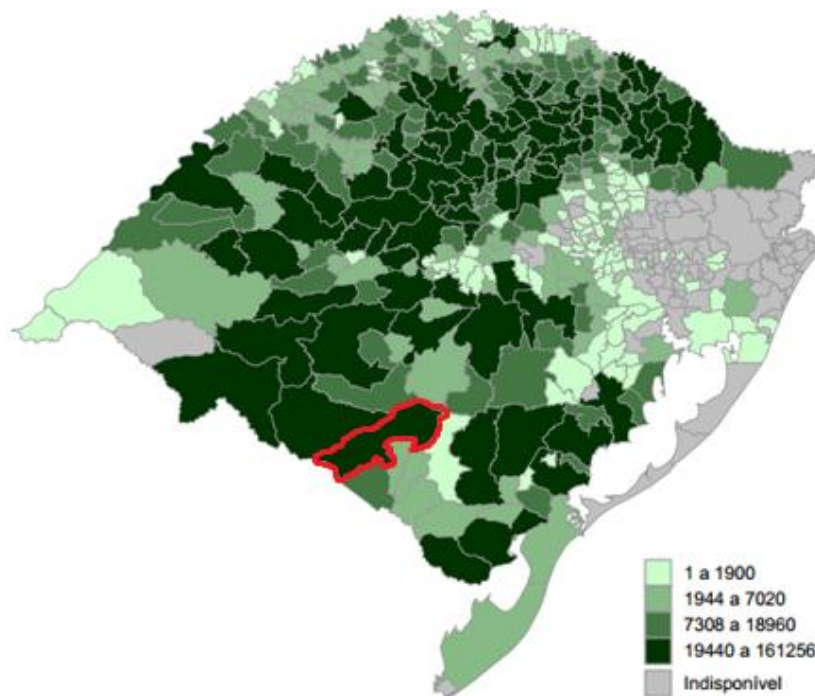 1 a 1900
1944 a 7020
7308 a 18960
19440 a 161256
Indisponível